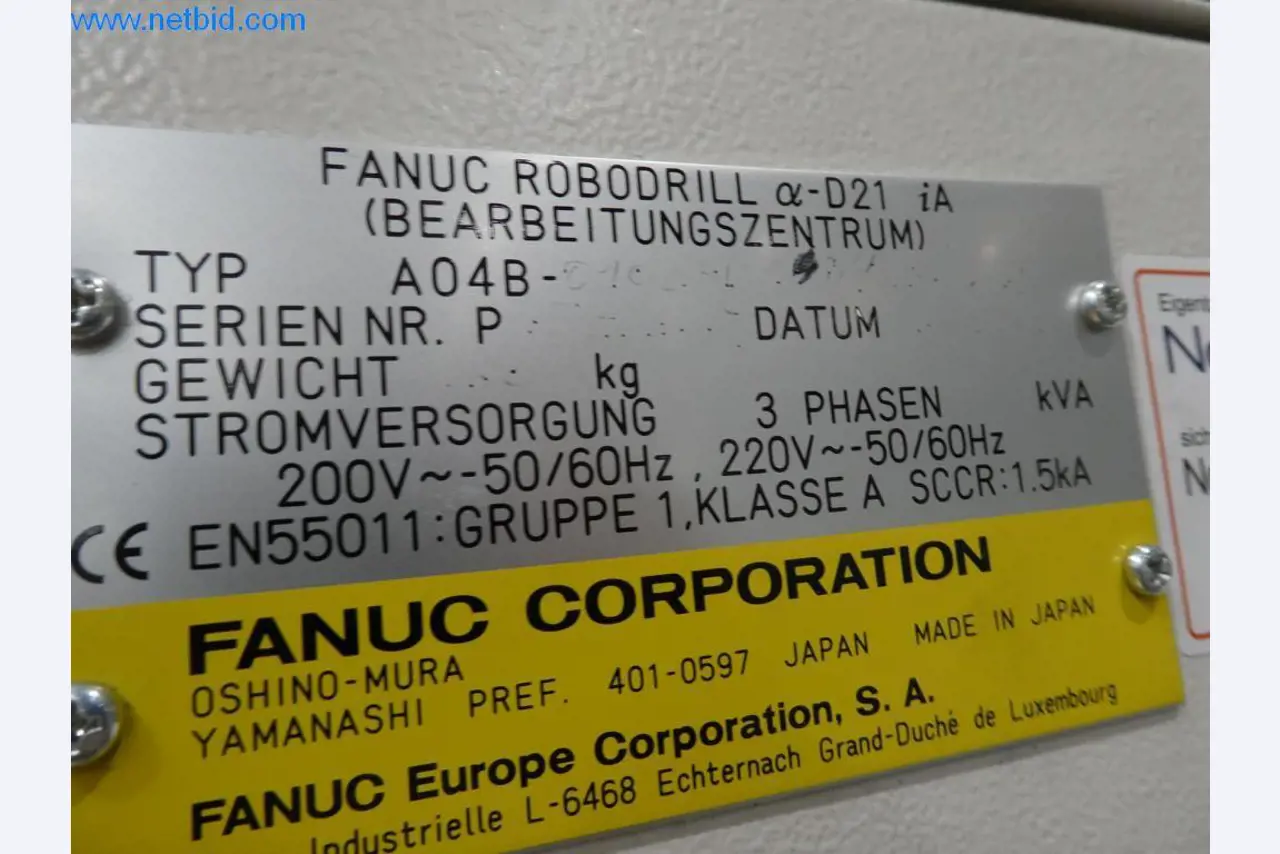 www.netbid.com
FANUC ROBODRILL α-D21 iA
(BEARBEITUNGSZENTRUM)
TYP A04B-
SERIEN NR. P DATUM
GEWICHT kg
STROMVERSORGUNG 3 PHASEN kVA
200V~-50/60Hz , 220V~-50/60Hz
CE EN55011:GRUPPE 1,KLASSE A SCCR:1.5kA
FANUC CORPORATION
OSHINO-MURA
YAMANASHI PREF. 401-0597 JAPAN MADE IN JAPAN
FANUC Europe Corporation, S. A.
Industrielle L-6468 Echternach Grand-Duché de Luxembourg